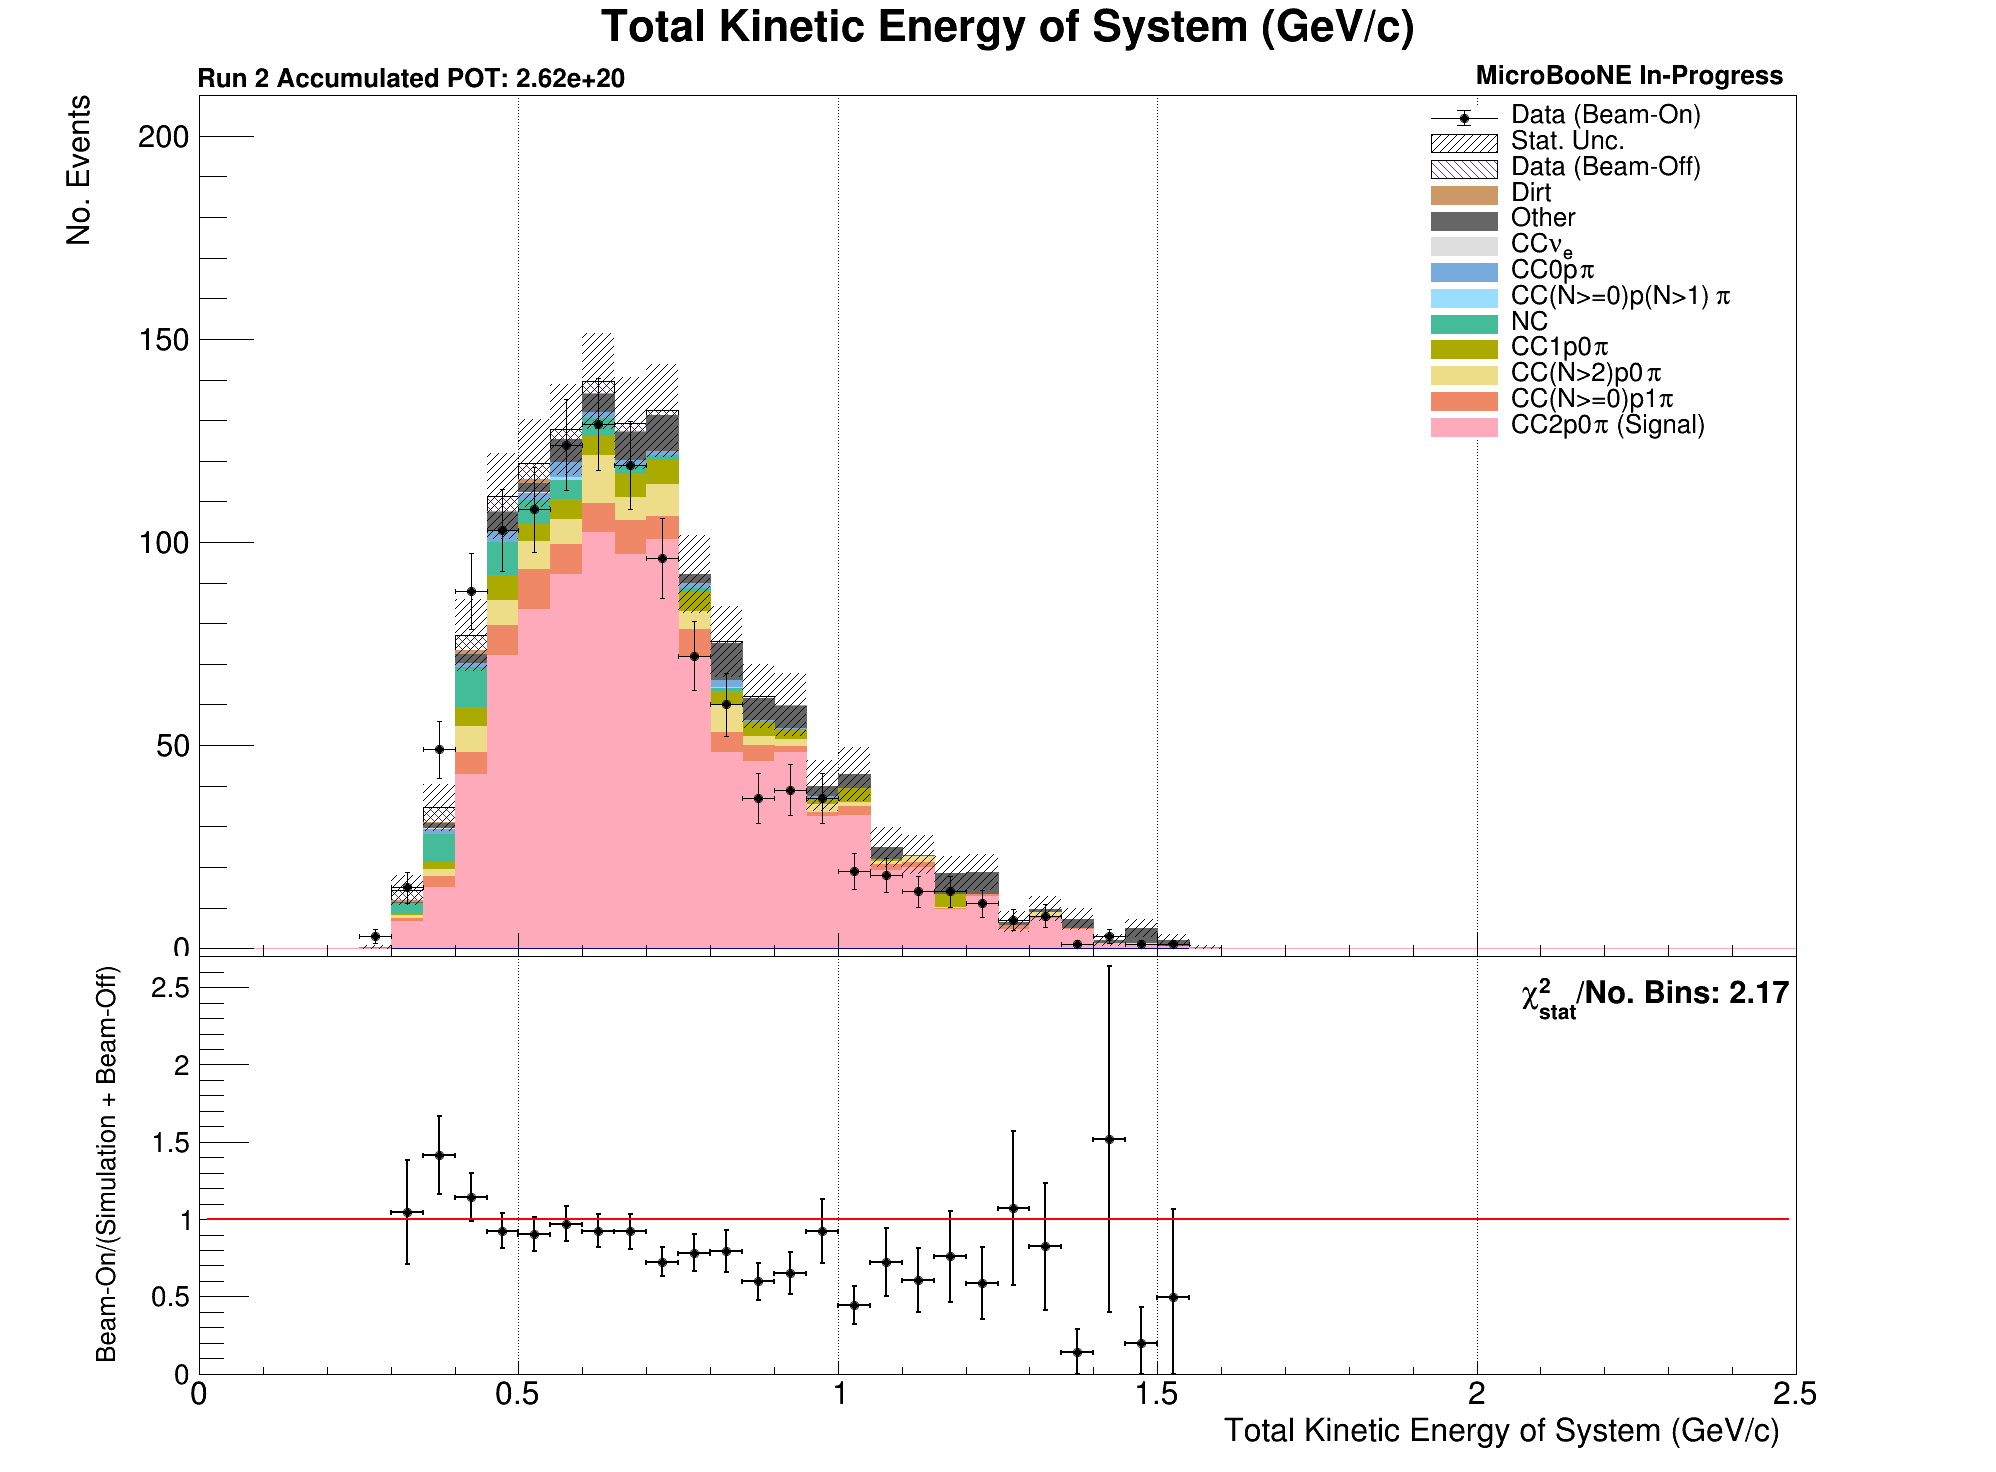 Total Kinetic Energy of System (GeV/c)
Run 2 Accumulated POT: 2.62e+20
MicroBooNE In-Progress
No. Events
200
150
100
50
0
Data (Beam-On)
Stat. Unc.
Data (Beam-Off)
Dirt
Other
CCνe
CC0pπ
CC(N>=0)p(N>1) π
NC
CC1p0π
CC(N>2)p0π
CC(N>=0)p1π
CC2p0π (Signal)
Beam-On/(Simulation + Beam-Off)
2.5
2
1.5
1
0.5
0
χ²stat/No. Bins: 2.17
0 0.5 1 1.5 2 2.5
Total Kinetic Energy of System (GeV/c)